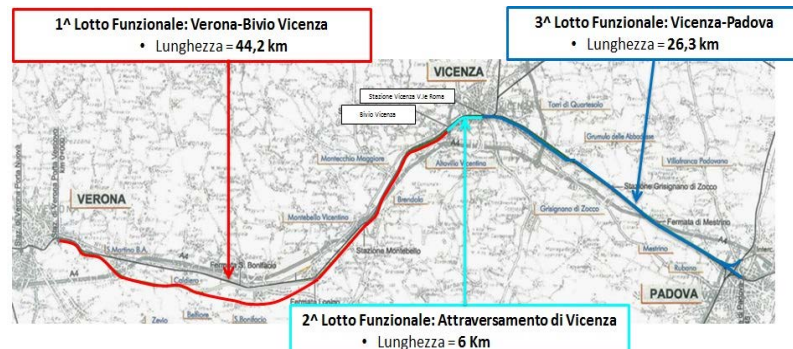 1^ Lotto Funzionale: Verona-Bivio Vicenza
• Lunghezza = 44,2 km
3^ Lotto Funzionale: Vicenza-Padova
• Lunghezza = 26,3 km
VICENZA
Stazione Vicenza V.le Roma
Bivio Vicenza
Torri di Quartesolo
Grumolo delle Abbadesse
Montecchio Maggiore
A4
Altavilla Vicentino
Villafranca Padovana
Stazione Grisignano di Zocco
VERONA
Brendola
Montebello Vicentino
Grisignano di Zocco
Fermata di Mestrino
S. Martino B.A.
A4
Fermata S. Bonifacio
Stazione Montebello
Mestrino
A4
A4
Caldiero
Rubano
Fermata Lonigo
PADOVA
Zevio
Belfiore
S.Bonifacio
2^ Lotto Funzionale: Attraversamento di Vicenza
• Lunghezza = 6 Km